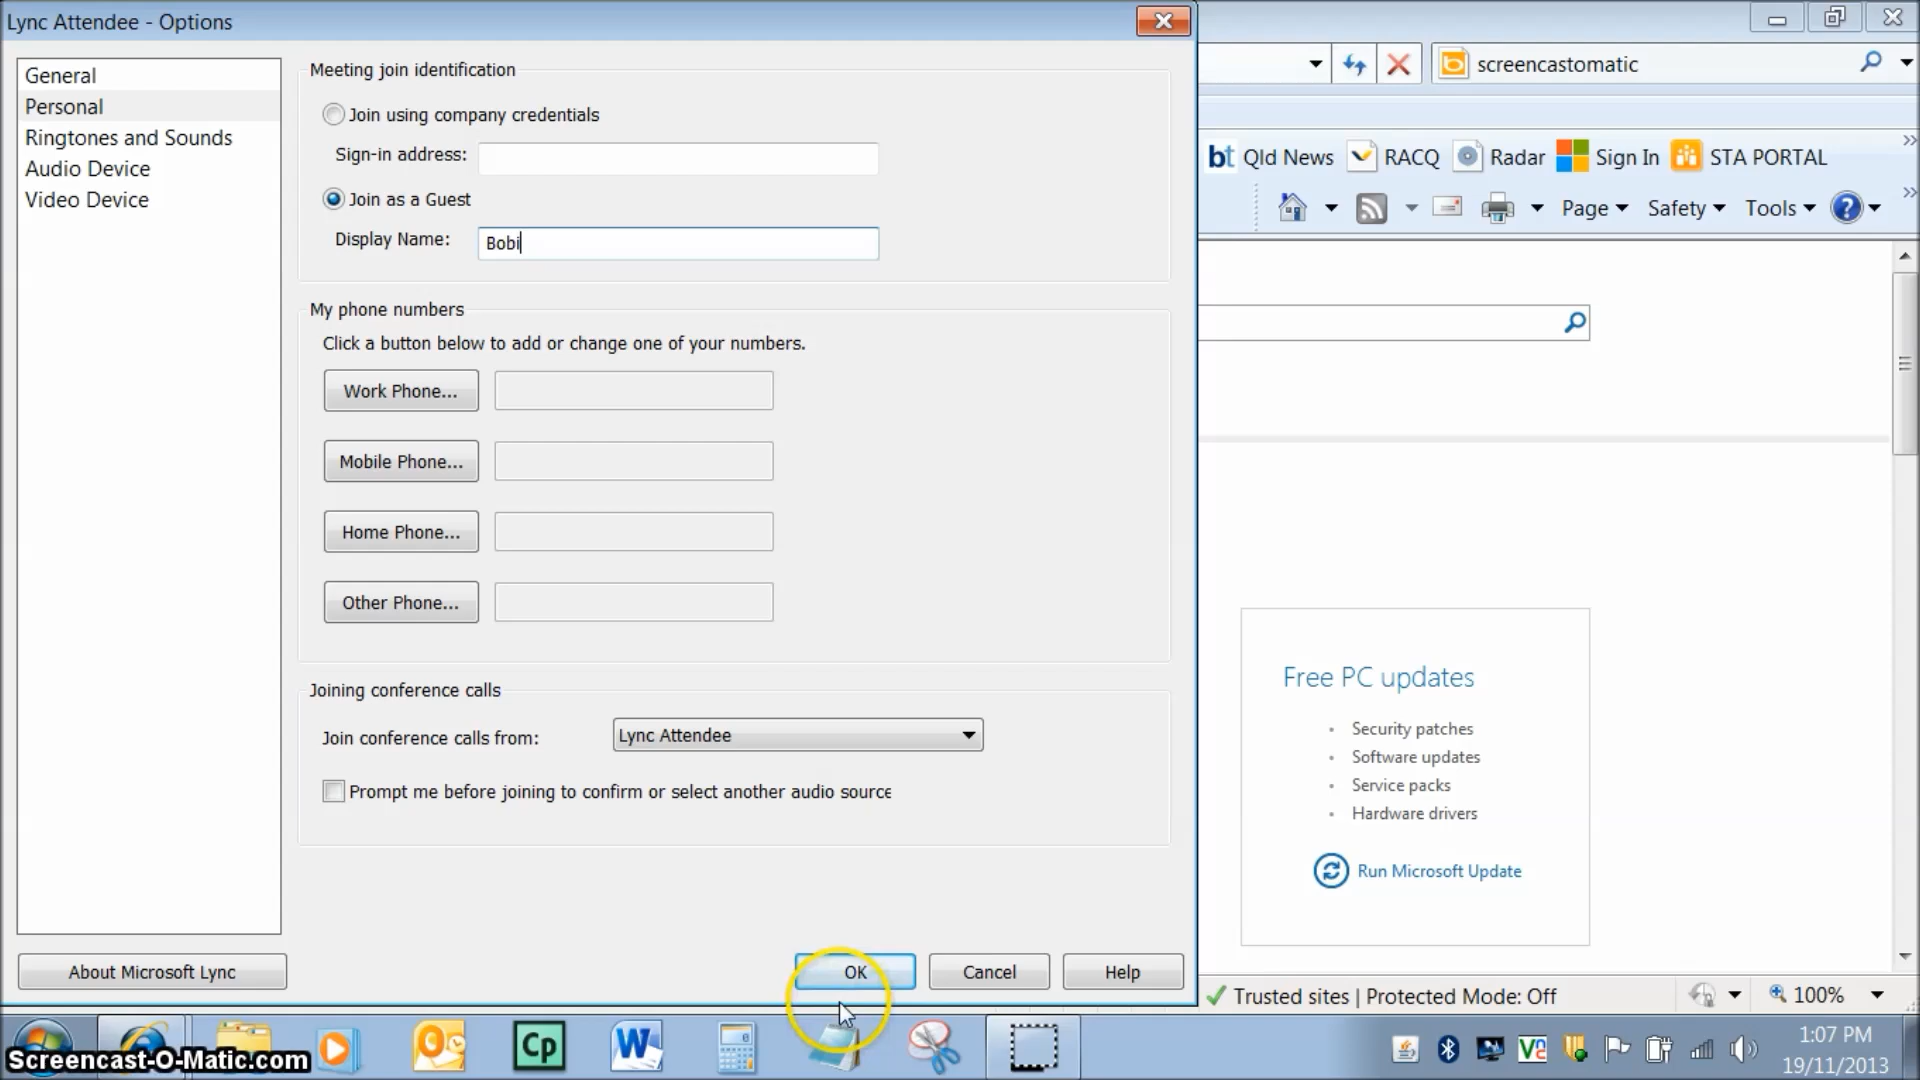 Lync Attendee - Options
General
Personal
Ringtones and Sounds
Audio Device
Video Device
Meeting join identification
Join using company credentials
Sign-in address:
Join as a Guest
Display Name:
Bobi
My phone numbers
Click a button below to add or change one of your numbers.
Work Phone...
Mobile Phone...
Home Phone...
Other Phone...
Joining conference calls
Join conference calls from:
Lync Attendee
Prompt me before joining to confirm or select another audio source
About Microsoft Lync
OK
Cancel
Help
screencastomatic
bt Qld News
RACQ
Radar
Sign In
STA PORTAL
Page
Safety
Tools
Free PC updates
Security patches
Software updates
Service packs
Hardware drivers
Run Microsoft Update
Trusted sites | Protected Mode: Off
100%
Cp
W
1:07 PM
19/11/2013
Screencast-O-Matic.com